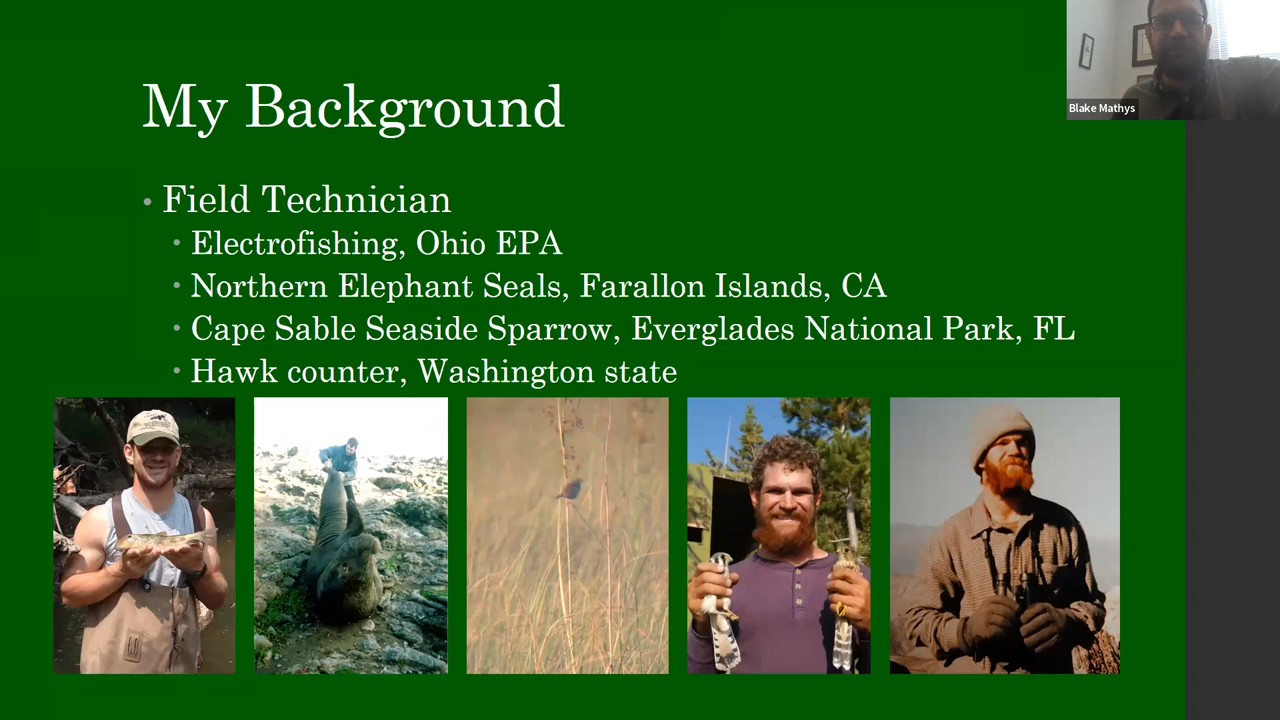 Blake Mathys
My Background
• Field Technician
• Electrofishing, Ohio EPA
• Northern Elephant Seals, Farallon Islands, CA
• Cape Sable Seaside Sparrow, Everglades National Park, FL
• Hawk counter, Washington state